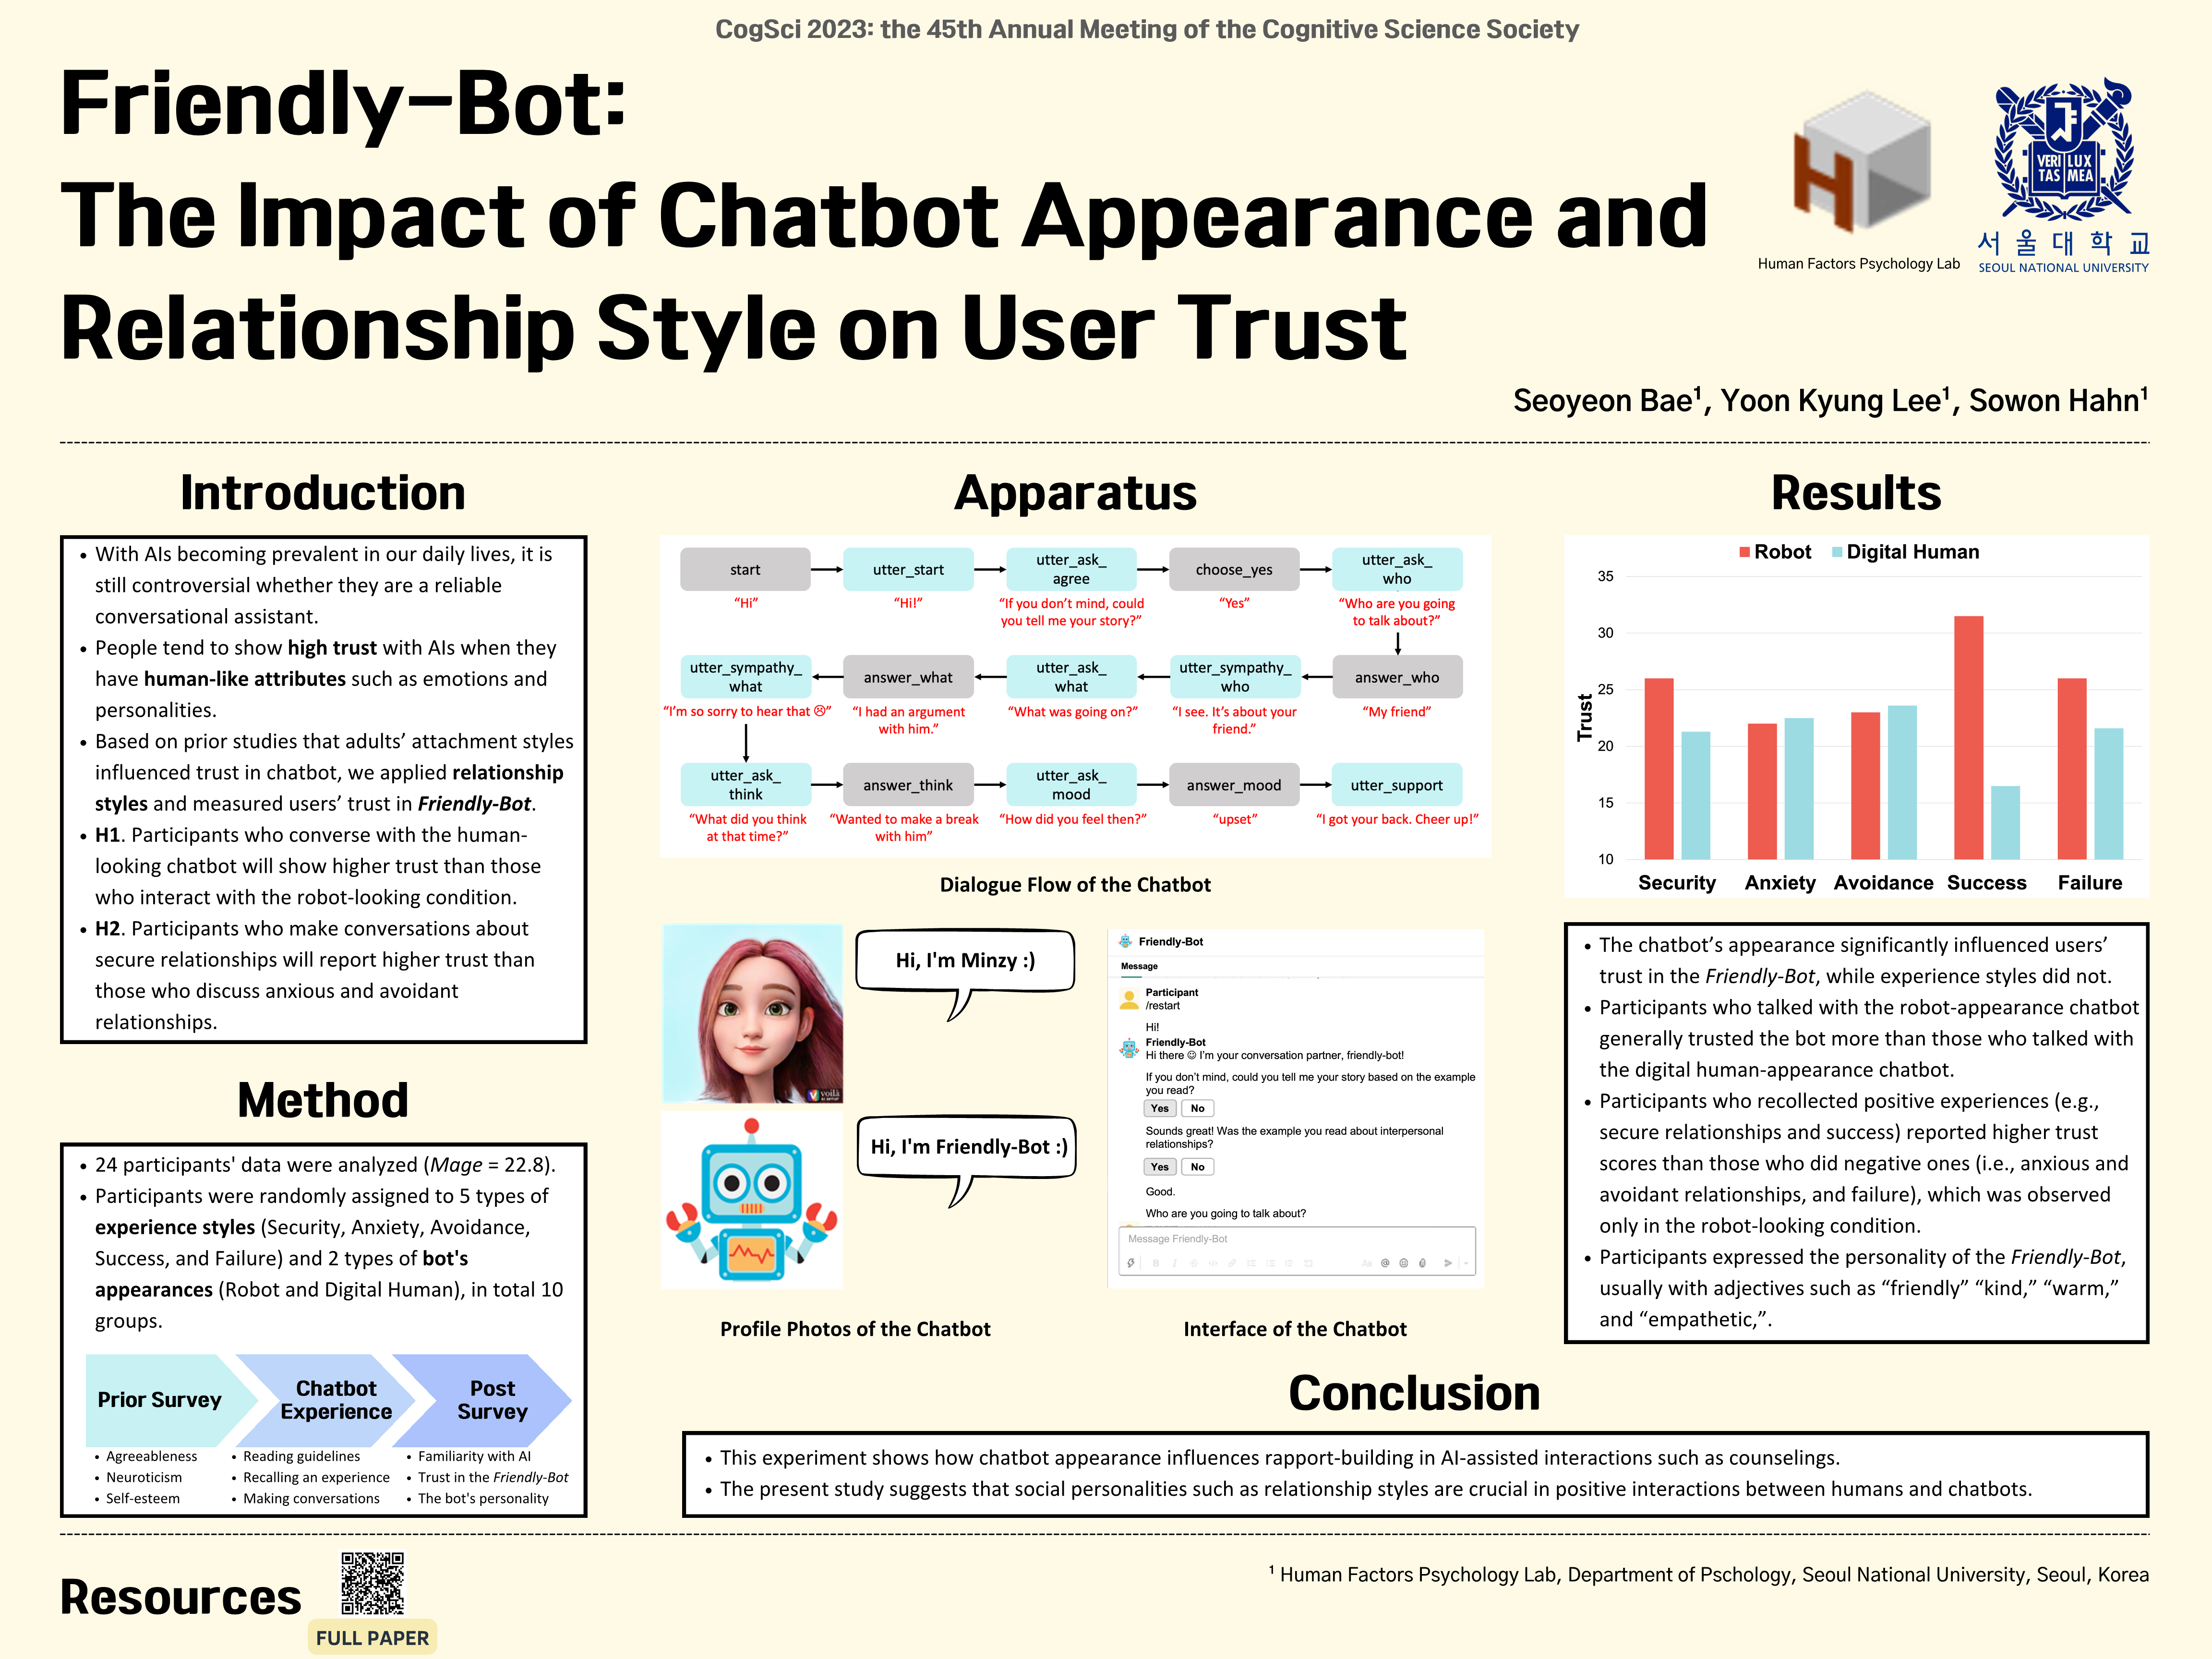 CogSci 2023: the 45th Annual Meeting of the Cognitive Science Society
Friendly-Bot:
The Impact of Chatbot Appearance and
Relationship Style on User Trust
H
Human Factors Psychology Lab
VERI LUX
TAS MEA
서울대학교
SEOUL NATIONAL UNIVERSITY
Seoyeon Bae¹, Yoon Kyung Lee¹, Sowon Hahn¹
Introduction
• With AIs becoming prevalent in our daily lives, it is
still controversial whether they are a reliable
conversational assistant.
• People tend to show high trust with AIs when they
have human-like attributes such as emotions and
personalities.
• Based on prior studies that adults’ attachment styles
influenced trust in chatbot, we applied relationship
styles and measured users’ trust in Friendly-Bot.
• H1. Participants who converse with the human-
looking chatbot will show higher trust than those
who interact with the robot-looking condition.
• H2. Participants who make conversations about
secure relationships will report higher trust than
those who discuss anxious and avoidant
relationships.
Method
• 24 participants' data were analyzed (Mage = 22.8).
• Participants were randomly assigned to 5 types of
experience styles (Security, Anxiety, Avoidance,
Success, and Failure) and 2 types of bot's
appearances (Robot and Digital Human), in total 10
groups.
Prior Survey
• Agreeableness
• Neuroticism
• Self-esteem
Chatbot
Experience
• Reading guidelines
• Recalling an experience
• Making conversations
Post
Survey
• Familiarity with AI
• Trust in the Friendly-Bot
• The bot's personality
Apparatus
start
“Hi”
utter_start
“Hi!”
utter_ask_
agree
“If you don’t mind, could
you tell me your story?”
choose_yes
“Yes”
utter_ask_
who
“Who are you going
to talk about?”
answer_who
“My friend”
utter_sympathy_
who
“I see. It’s about your
friend.”
utter_ask_
what
“What was going on?”
answer_what
“I had an argument
with him.”
utter_sympathy_
what
“I’m so sorry to hear that ☹”
utter_ask_
think
“What did you think
at that time?”
answer_think
“Wanted to make a break
with him”
utter_ask_
mood
“How did you feel then?”
answer_mood
“upset”
utter_support
“I got your back. Cheer up!”
Dialogue Flow of the Chatbot
voilà
Hi, I'm Minzy :)
Hi, I'm Friendly-Bot :)
Profile Photos of the Chatbot
Friendly-Bot
Message
Participant
/restart
Hi!
Friendly-Bot
Hi there ☺ I’m your conversation partner, friendly-bot!
If you don’t mind, could you tell me your story based on the example
you read?
Yes No
Sounds great! Was the example you read about interpersonal
relationships?
Yes No
Good.
Who are you going to talk about?
Message Friendly-Bot
B I S </> Aa @
Interface of the Chatbot
Results
Robot Digital Human
Trust
35
30
25
20
15
10
Security Anxiety Avoidance Success Failure
• The chatbot’s appearance significantly influenced users’
trust in the Friendly-Bot, while experience styles did not.
• Participants who talked with the robot-appearance chatbot
generally trusted the bot more than those who talked with
the digital human-appearance chatbot.
• Participants who recollected positive experiences (e.g.,
secure relationships and success) reported higher trust
scores than those who did negative ones (i.e., anxious and
avoidant relationships, and failure), which was observed
only in the robot-looking condition.
• Participants expressed the personality of the Friendly-Bot,
usually with adjectives such as “friendly” “kind,” “warm,”
and “empathetic,”.
Conclusion
• This experiment shows how chatbot appearance influences rapport-building in AI-assisted interactions such as counselings.
• The present study suggests that social personalities such as relationship styles are crucial in positive interactions between humans and chatbots.
Resources
FULL PAPER
¹ Human Factors Psychology Lab, Department of Pschology, Seoul National University, Seoul, Korea